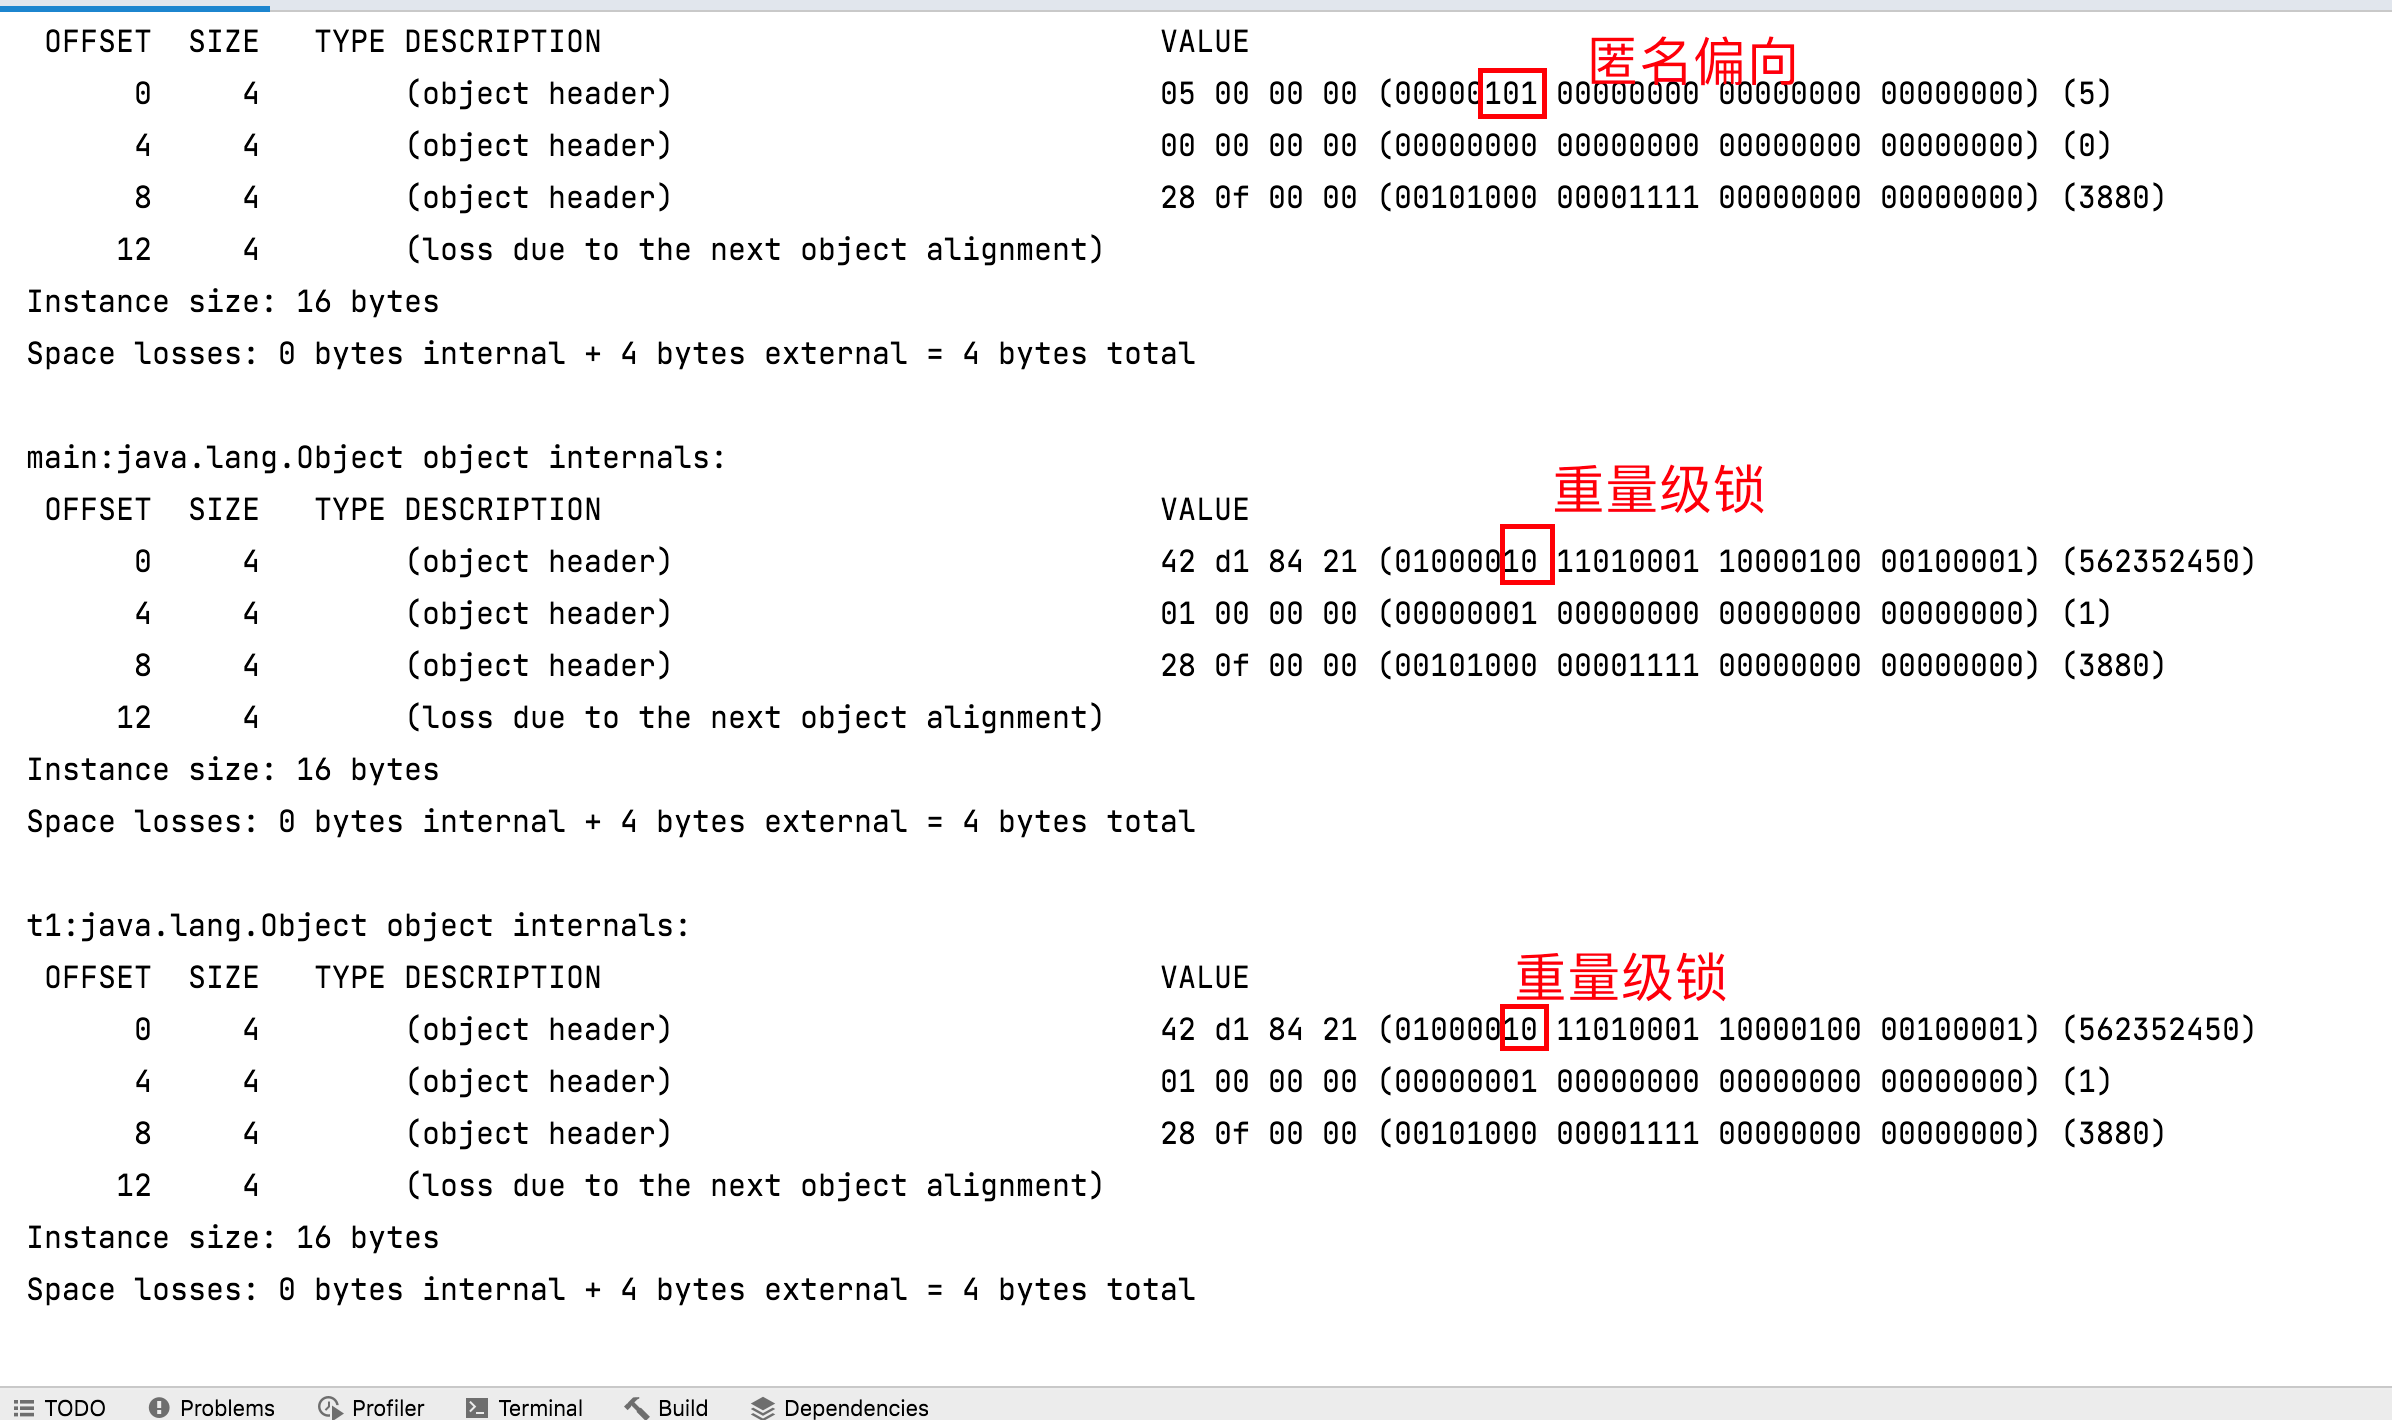 OFFSET SIZE TYPE DESCRIPTION VALUE
匿名偏向
0 4 (object header) 05 00 00 00 (00000101 00000000 00000000 00000000) (5)
4 4 (object header) 00 00 00 00 (00000000 00000000 00000000 00000000) (0)
8 4 (object header) 28 0f 00 00 (00101000 00001111 00000000 00000000) (3880)
12 4 (loss due to the next object alignment)
Instance size: 16 bytes
Space losses: 0 bytes internal + 4 bytes external = 4 bytes total
main:java.lang.Object object internals:
重量级锁
OFFSET SIZE TYPE DESCRIPTION VALUE
0 4 (object header) 42 d1 84 21 (01000010 11010001 10000100 00100001) (562352450)
4 4 (object header) 01 00 00 00 (00000001 00000000 00000000 00000000) (1)
8 4 (object header) 28 0f 00 00 (00101000 00001111 00000000 00000000) (3880)
12 4 (loss due to the next object alignment)
Instance size: 16 bytes
Space losses: 0 bytes internal + 4 bytes external = 4 bytes total
t1:java.lang.Object object internals:
OFFSET SIZE TYPE DESCRIPTION VALUE
重量级锁
0 4 (object header) 42 d1 84 21 (01000010 11010001 10000100 00100001) (562352450)
4 4 (object header) 01 00 00 00 (00000001 00000000 00000000 00000000) (1)
8 4 (object header) 28 0f 00 00 (00101000 00001111 00000000 00000000) (3880)
12 4 (loss due to the next object alignment)
Instance size: 16 bytes
Space losses: 0 bytes internal + 4 bytes external = 4 bytes total
TODO Problems Profiler Terminal Build Dependencies